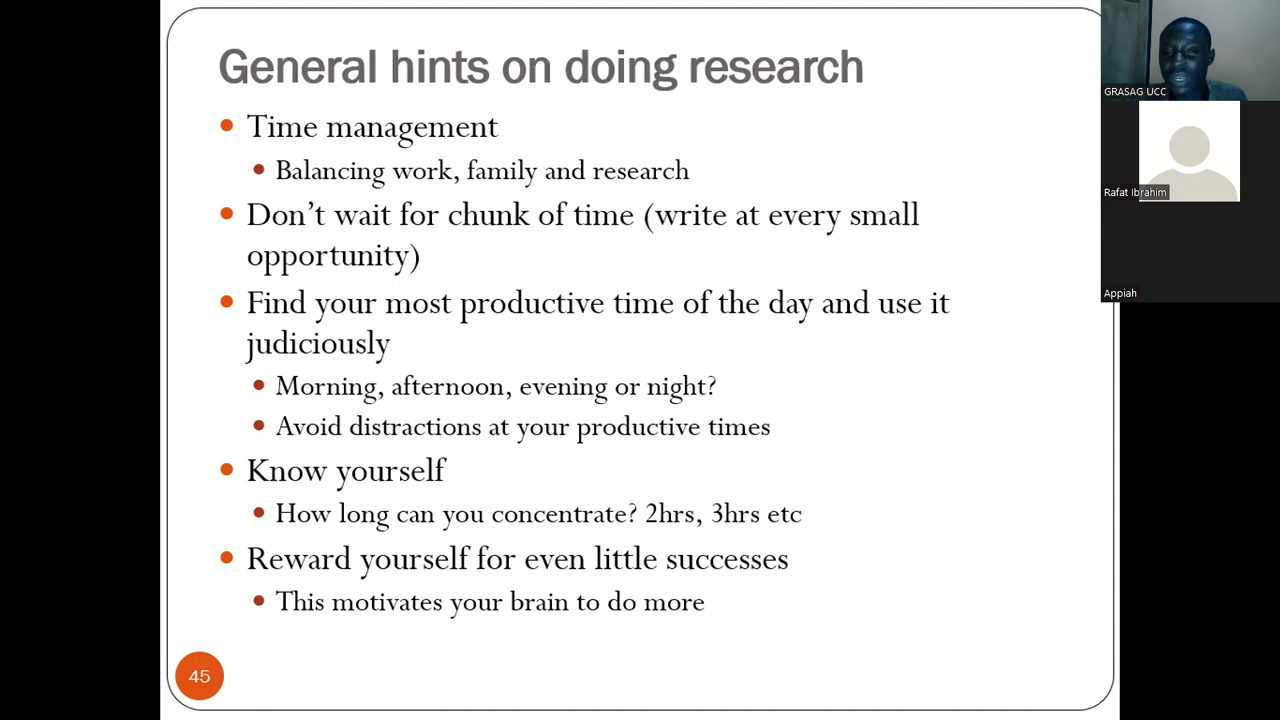 General hints on doing research
Time management
Balancing work, family and research
Don't wait for chunk of time (write at every small
opportunity)
Find your most productive time of the day and use it
judiciously
Morning, afternoon, evening or night?
Avoid distractions at your productive times
Know yourself
How long can you concentrate? 2hrs, 3hrs etc
Reward yourself for even little successes
This motivates your brain to do more
45
GRASAG UCC
Rafat Ibrahim
Appiah